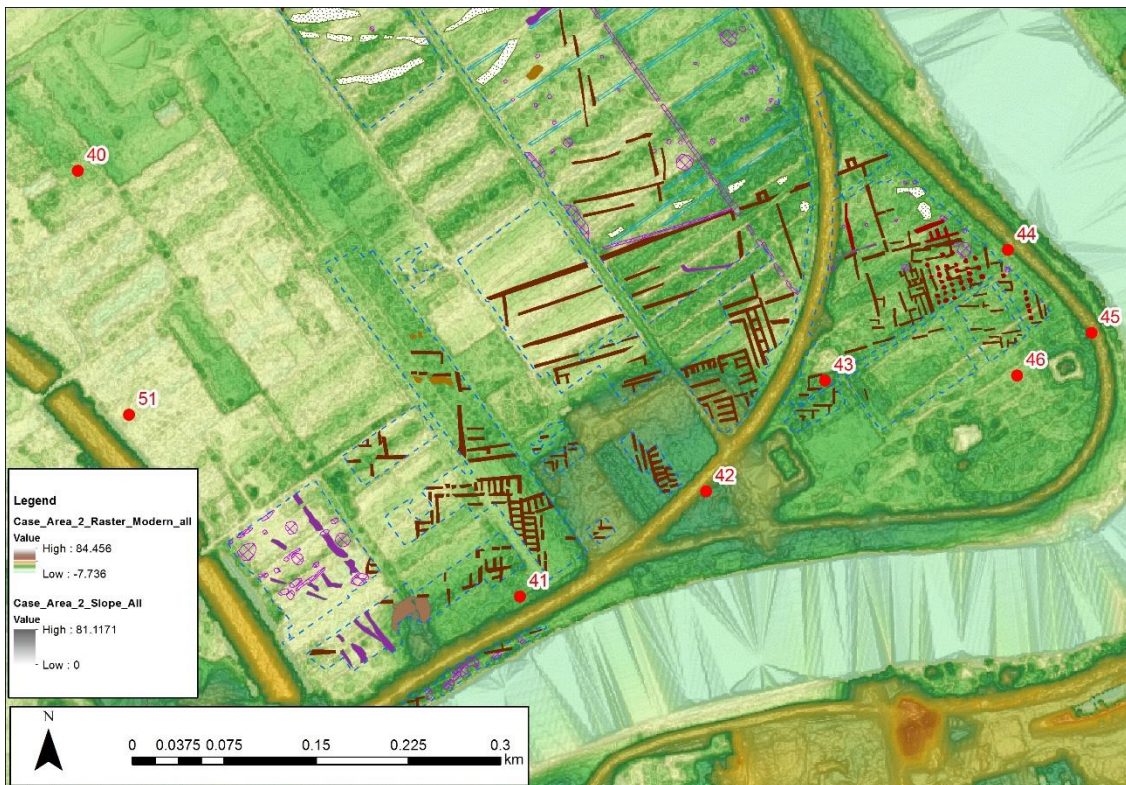 40
44
45
43
46
51
42
41
Legend
Case_Area_2_Raster_Modern_all
Value
High : 84.456
Low : -7.736
Case_Area_2_Slope_All
Value
High : 81.1171
Low : 0
N
0 0.0375 0.075 0.15 0.225 0.3
km